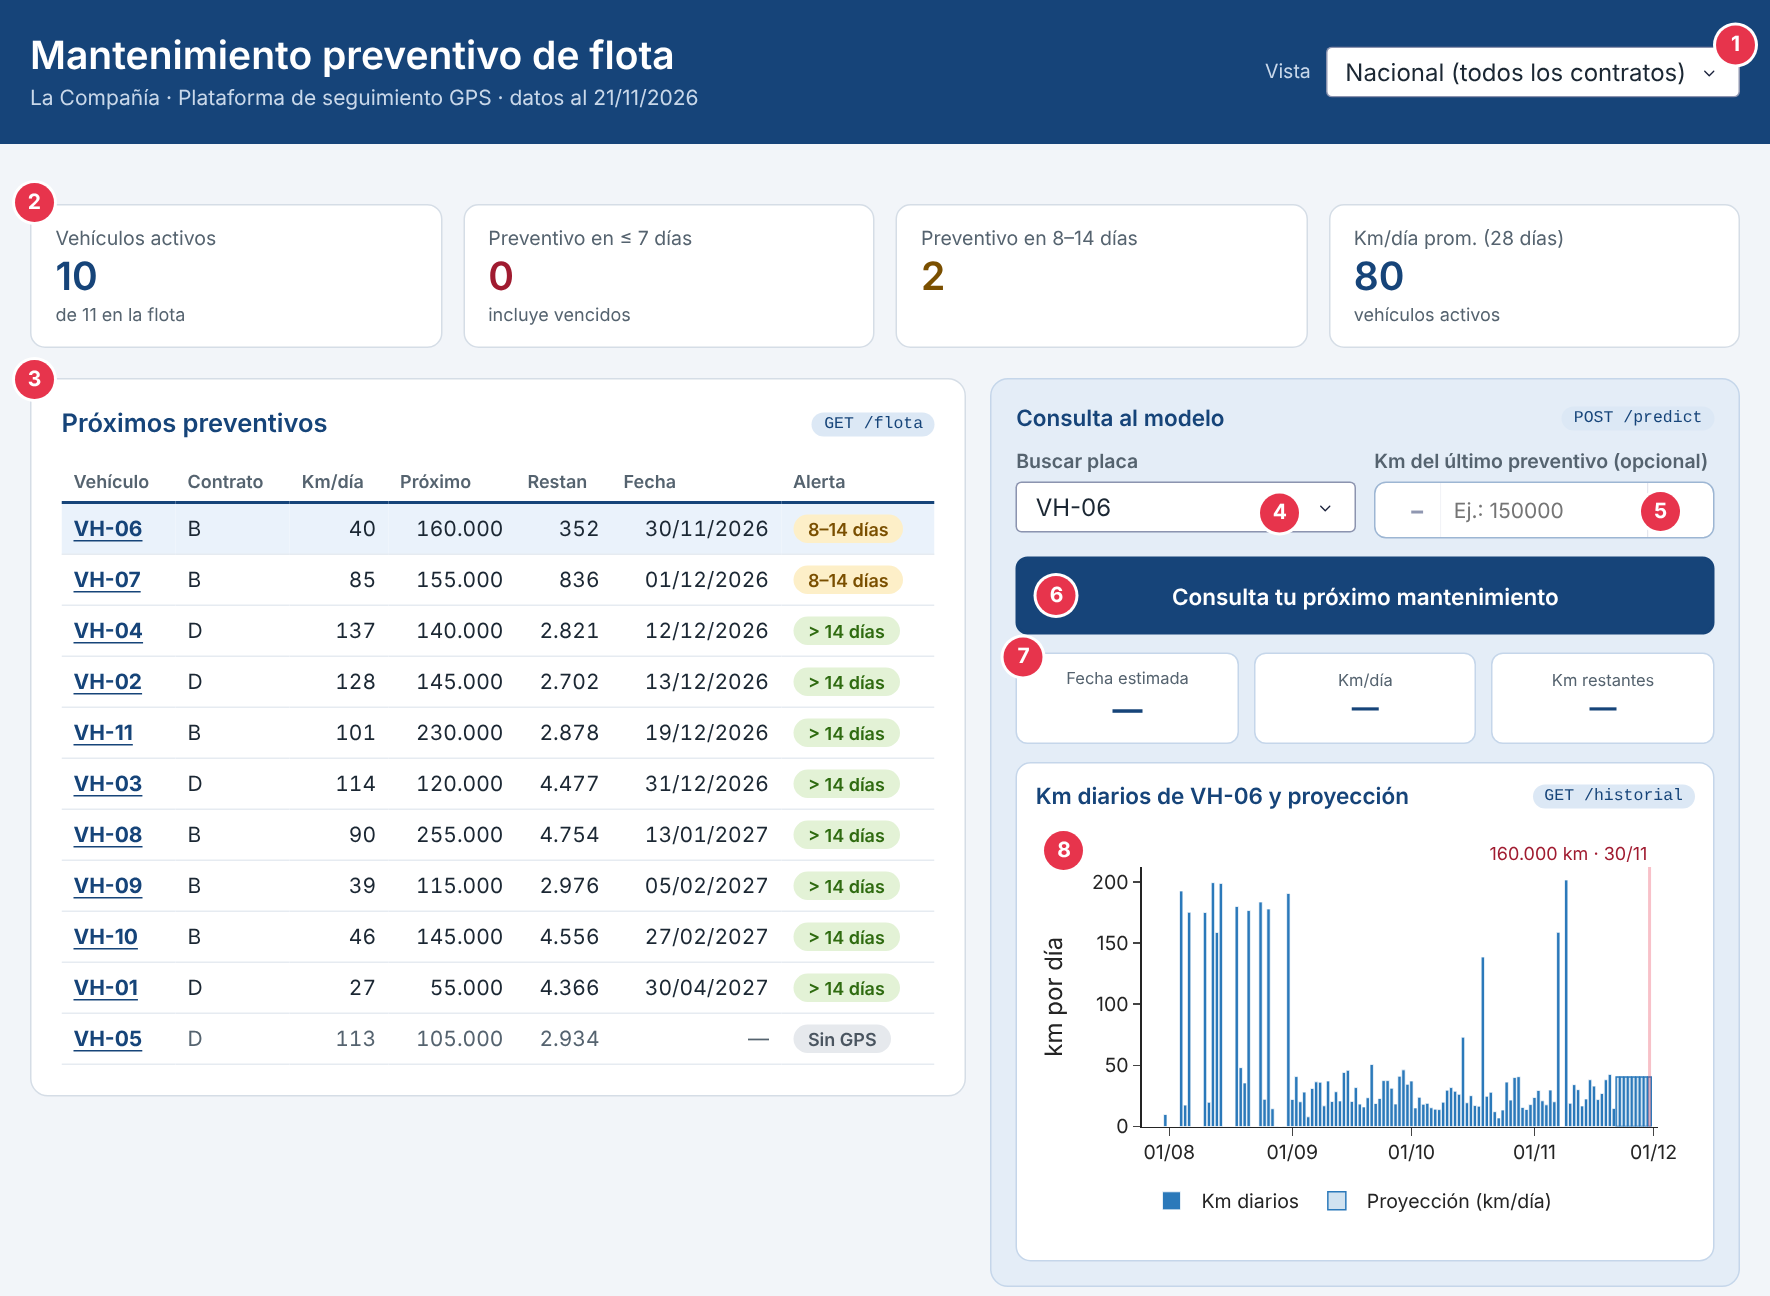 Mantenimiento preventivo de flota
La Compañía · Plataforma de seguimiento GPS · datos al 21/11/2026
Vista
Nacional (todos los contratos)
1
2
Vehículos activos
10
de 11 en la flota
Preventivo en ≤ 7 días
0
incluye vencidos
Preventivo en 8–14 días
2
Km/día prom. (28 días)
80
vehículos activos
3
Próximos preventivos
GET /flota
Vehículo Contrato Km/día Próximo Restan Fecha Alerta
VH-06 B 40 160.000 352 30/11/2026 8–14 días
VH-07 B 85 155.000 836 01/12/2026 8–14 días
VH-04 D 137 140.000 2.821 12/12/2026 > 14 días
VH-02 D 128 145.000 2.702 13/12/2026 > 14 días
VH-11 B 101 230.000 2.878 19/12/2026 > 14 días
VH-03 D 114 120.000 4.477 31/12/2026 > 14 días
VH-08 B 90 255.000 4.754 13/01/2027 > 14 días
VH-09 B 39 115.000 2.976 05/02/2027 > 14 días
VH-10 B 46 145.000 4.556 27/02/2027 > 14 días
VH-01 D 27 55.000 4.366 30/04/2027 > 14 días
VH-05 D 113 105.000 2.934 — Sin GPS
Consulta al modelo
POST /predict
Buscar placa
VH-06
4
Km del último preventivo (opcional)
– Ej.: 150000
5
6
Consulta tu próximo mantenimiento
7
Fecha estimada
—
Km/día
—
Km restantes
—
Km diarios de VH-06 y proyección
GET /historial
8
160.000 km · 30/11
km por día
200
150
100
50
0
01/08 01/09 01/10 01/11 01/12
Km diarios Proyección (km/día)